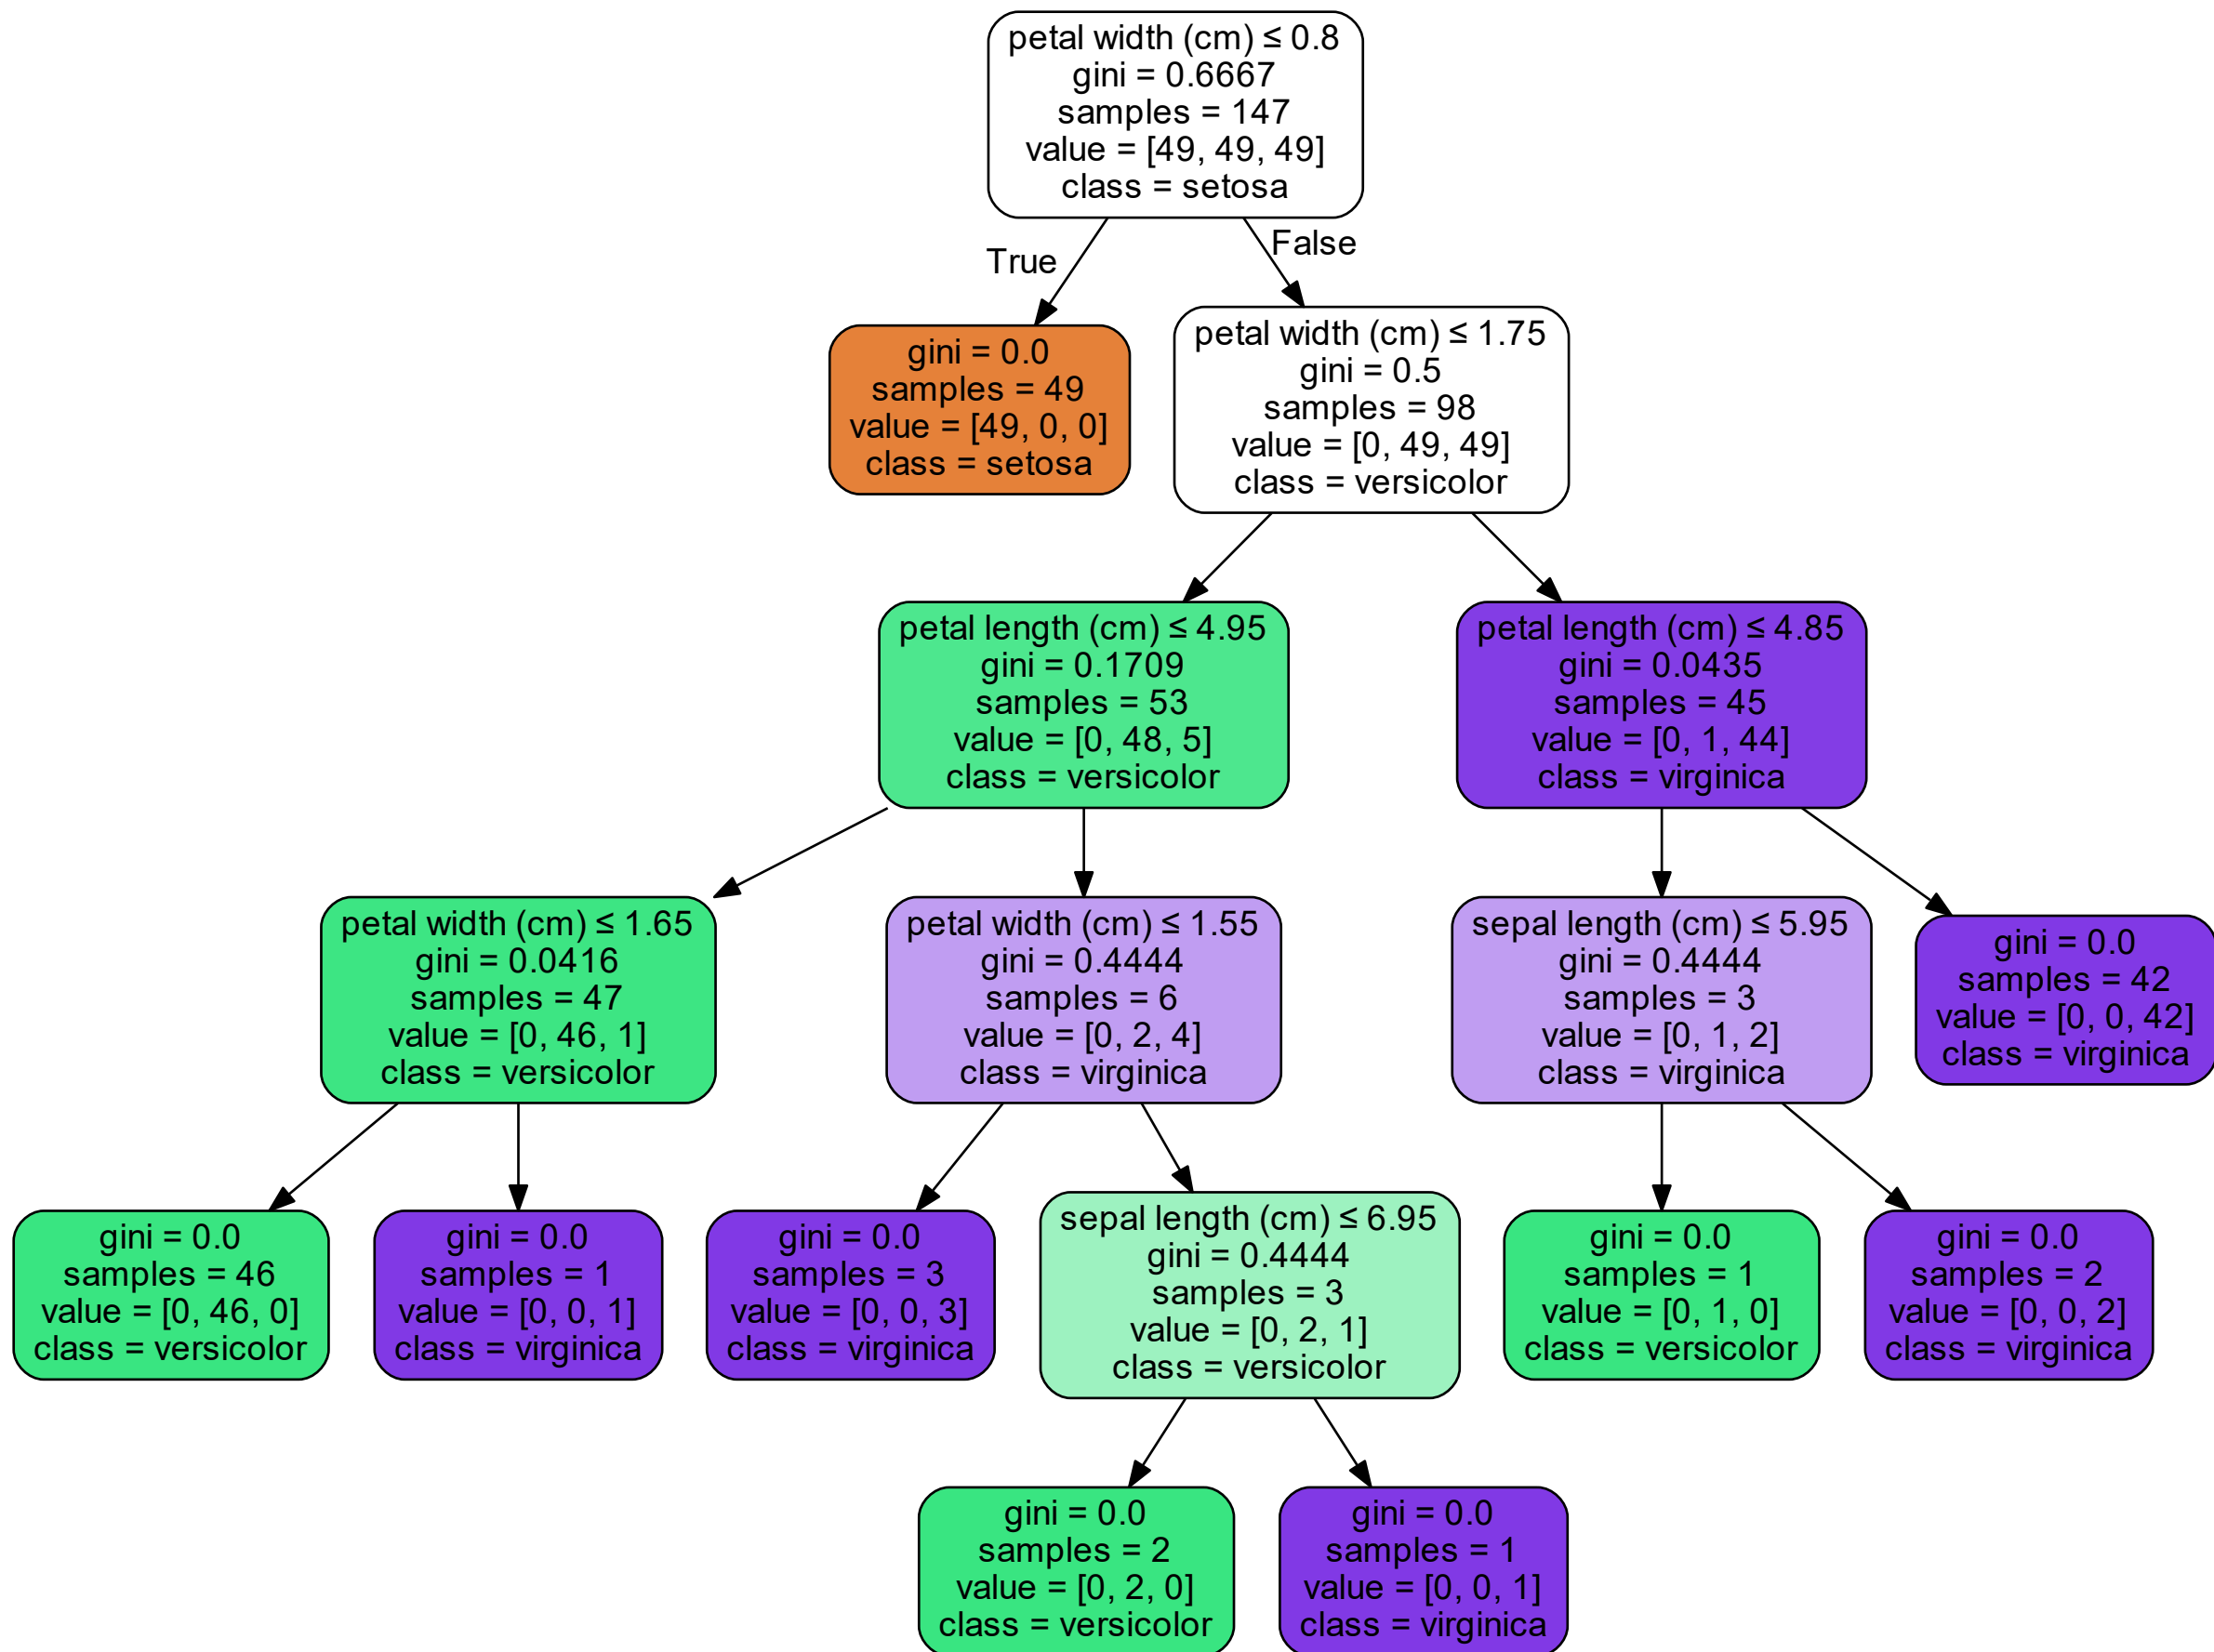 petal width (cm) ≤ 0.8
gini = 0.6667
samples = 147
value = [49, 49, 49]
class = setosa
True
False
gini = 0.0
samples = 49
value = [49, 0, 0]
class = setosa
petal width (cm) ≤ 1.75
gini = 0.5
samples = 98
value = [0, 49, 49]
class = versicolor
petal length (cm) ≤ 4.95
gini = 0.1709
samples = 53
value = [0, 48, 5]
class = versicolor
petal length (cm) ≤ 4.85
gini = 0.0435
samples = 45
value = [0, 1, 44]
class = virginica
petal width (cm) ≤ 1.65
gini = 0.0416
samples = 47
value = [0, 46, 1]
class = versicolor
petal width (cm) ≤ 1.55
gini = 0.4444
samples = 6
value = [0, 2, 4]
class = virginica
sepal length (cm) ≤ 5.95
gini = 0.4444
samples = 3
value = [0, 1, 2]
class = virginica
gini = 0.0
samples = 42
value = [0, 0, 42]
class = virginica
gini = 0.0
samples = 46
value = [0, 46, 0]
class = versicolor
gini = 0.0
samples = 1
value = [0, 0, 1]
class = virginica
gini = 0.0
samples = 3
value = [0, 0, 3]
class = virginica
sepal length (cm) ≤ 6.95
gini = 0.4444
samples = 3
value = [0, 2, 1]
class = versicolor
gini = 0.0
samples = 1
value = [0, 1, 0]
class = versicolor
gini = 0.0
samples = 2
value = [0, 0, 2]
class = virginica
gini = 0.0
samples = 2
value = [0, 2, 0]
class = versicolor
gini = 0.0
samples = 1
value = [0, 0, 1]
class = virginica